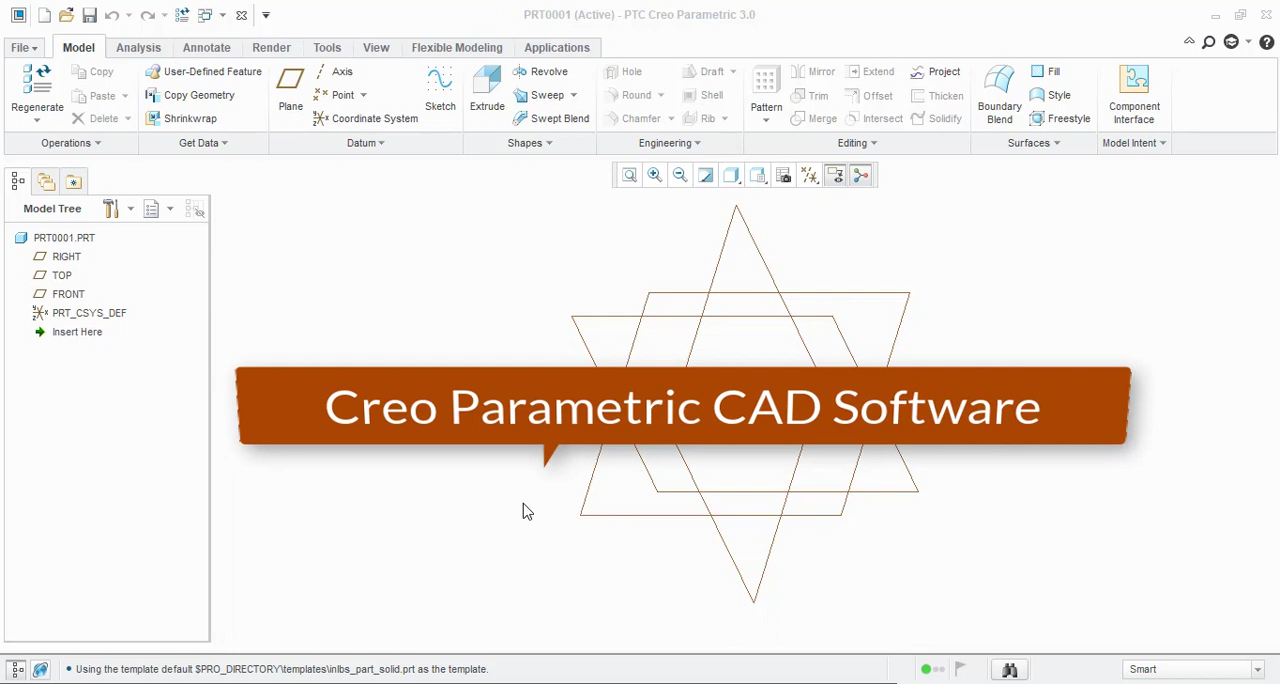 PRT0001 (Active) - PTC Creo Parametric 3.0
File Model Analysis Annotate Render Tools View Flexible Modeling Applications
Regenerate
Copy
Paste
Delete
Operations
User-Defined Feature
Copy Geometry
Shrinkwrap
Get Data
Plane
Axis
Point
Coordinate System
Datum
Sketch
Extrude
Revolve
Sweep
Swept Blend
Shapes
Hole
Round
Chamfer
Draft
Shell
Rib
Engineering
Pattern
Mirror
Trim
Merge
Extend
Offset
Intersect
Project
Thicken
Solidify
Editing
Boundary
Blend
Fill
Style
Freestyle
Surfaces
Component
Interface
Model Intent
Model Tree
PRT0001.PRT
RIGHT
TOP
FRONT
PRT_CSYS_DEF
Insert Here
Creo Parametric CAD Software
• Using the template default $PRO_DIRECTORY\templates\inlbs_part_solid.prt as the template.
Smart